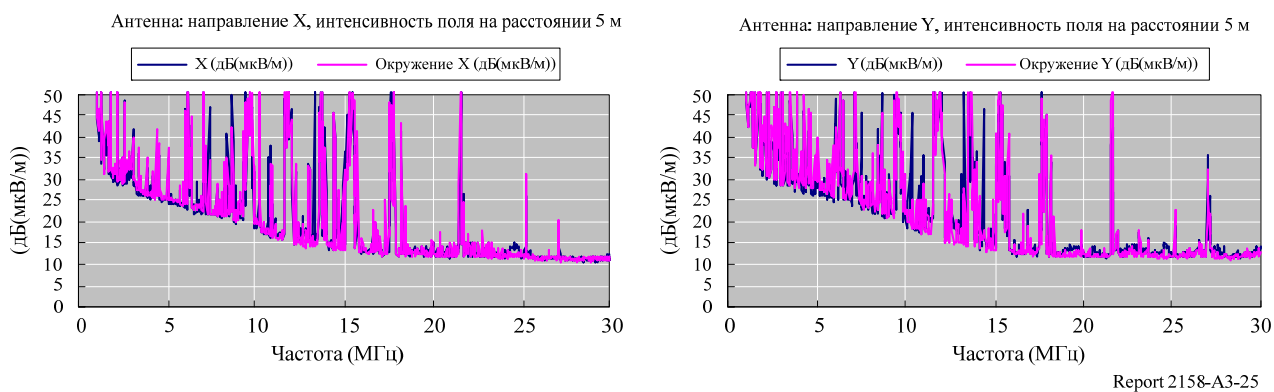 Антенна: направление X, интенсивность поля на расстоянии 5 м
X (дБ(мкВ/м)) Окружение X (дБ(мкВ/м))
(дБ(мкВ/м))
50
45
40
35
30
25
20
15
10
5
0
0 5 10 15 20 25 30
Частота (МГц)
Антенна: направление Y, интенсивность поля на расстоянии 5 м
Y (дБ(мкВ/м)) Окружение Y (дБ(мкВ/м))
(дБ(мкВ/м))
50
45
40
35
30
25
20
15
10
5
0
0 5 10 15 20 25 30
Частота (МГц)
Report 2158-A3-25